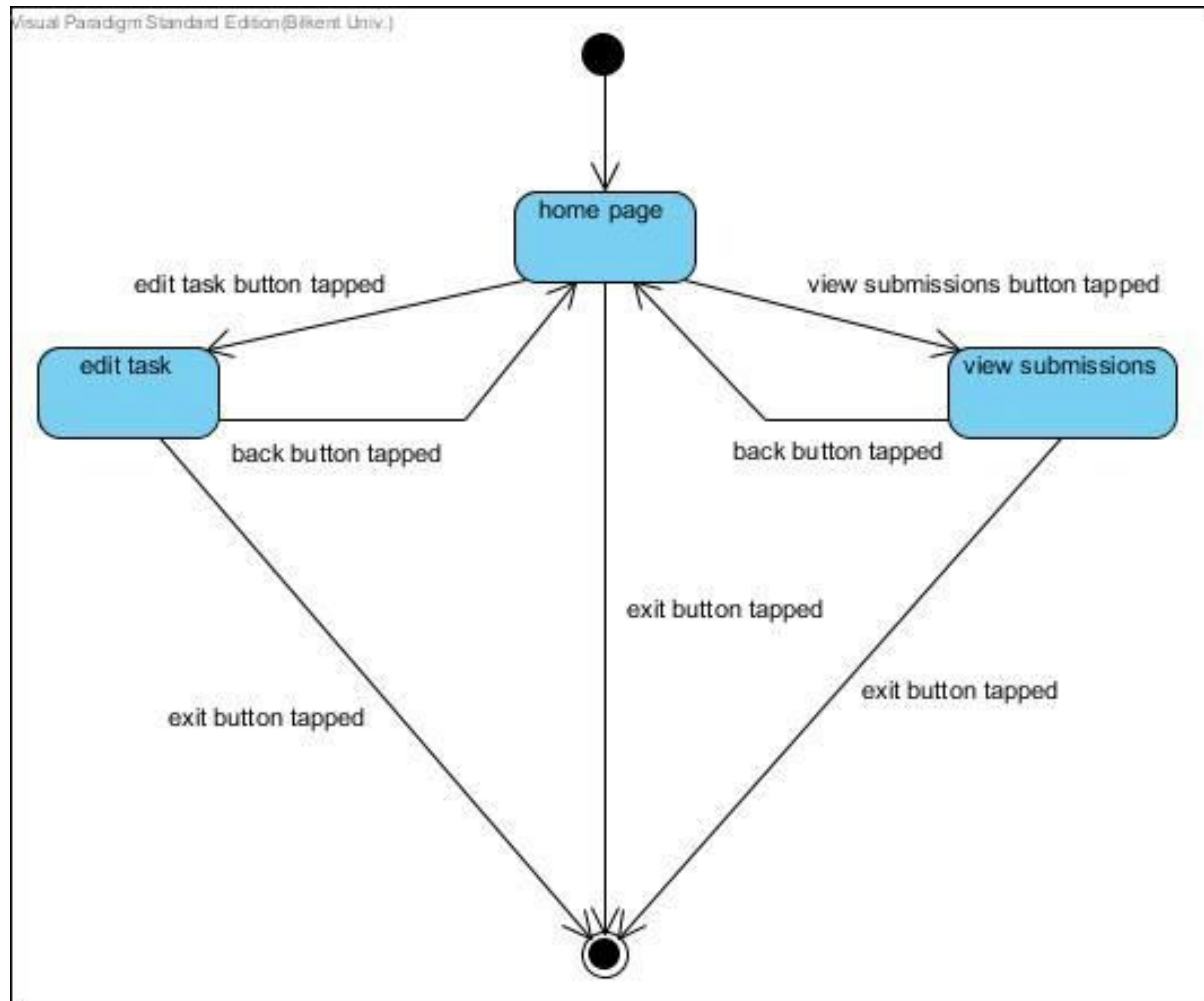 Visual Paradigm Standard Edition(Bilkent Univ.)
home page
edit task button tapped
view submissions button tapped
edit task
view submissions
back button tapped
back button tapped
exit button tapped
exit button tapped
exit button tapped